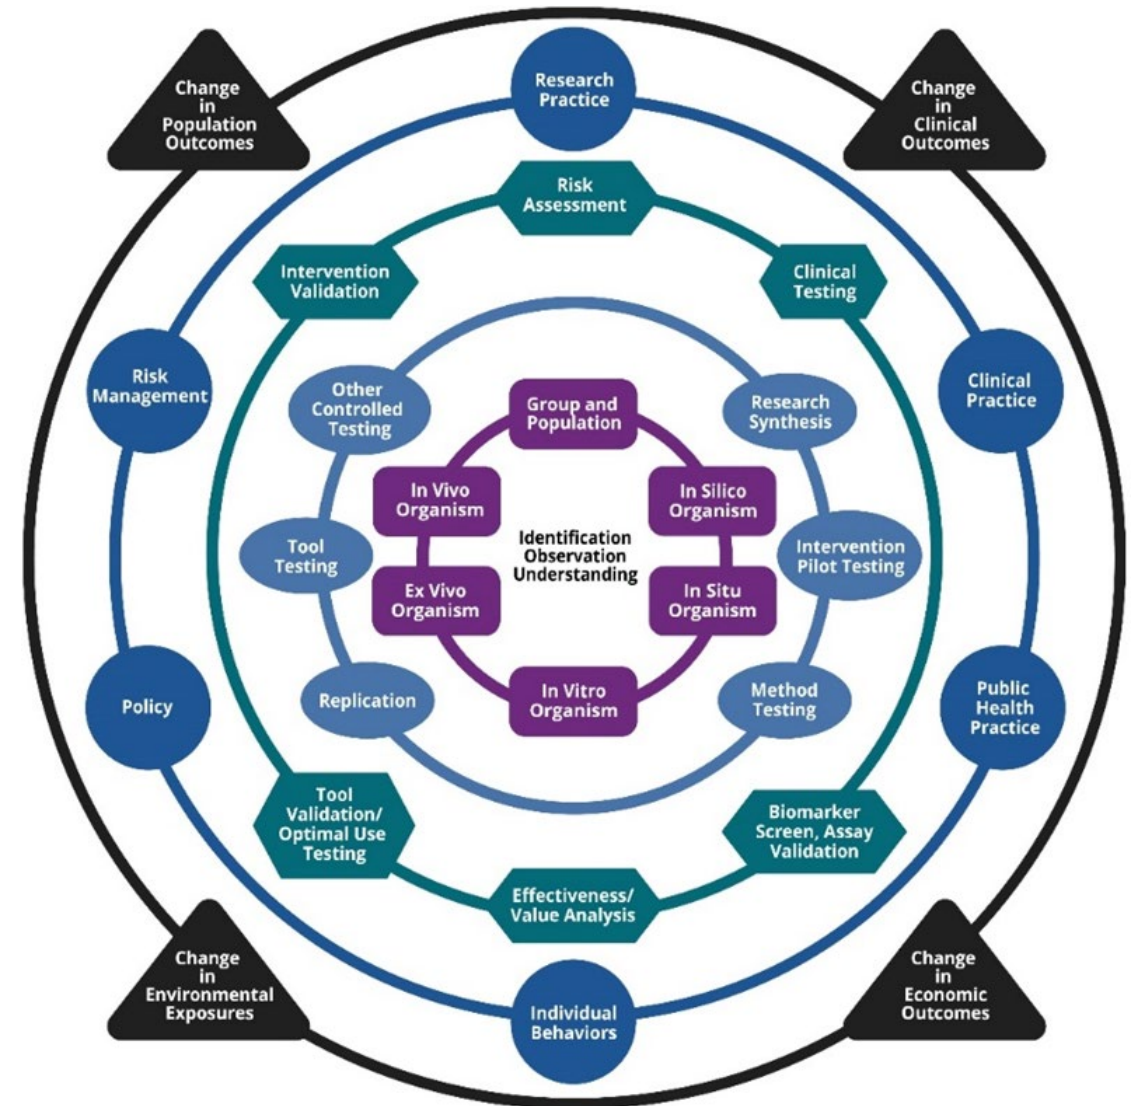 Change
in
Population
Outcomes
Research
Practice
Change
in
Clinical
Outcomes
Risk
Assessment
Intervention
Validation
Clinical
Testing
Risk
Management
Other
Controlled
Testing
Group and
Population
Research
Synthesis
Clinical
Practice
In Vivo
Organism
In Silico
Organism
Tool
Testing
Identification
Observation
Understanding
Intervention
Pilot Testing
Ex Vivo
Organism
In Situ
Organism
Policy
Replication
In Vitro
Organism
Method
Testing
Public
Health
Practice
Tool
Validation/
Optimal Use
Testing
Biomarker
Screen, Assay
Validation
Effectiveness/
Value Analysis
Change
in
Environmental
Exposures
Individual
Behaviors
Change
in
Economic
Outcomes